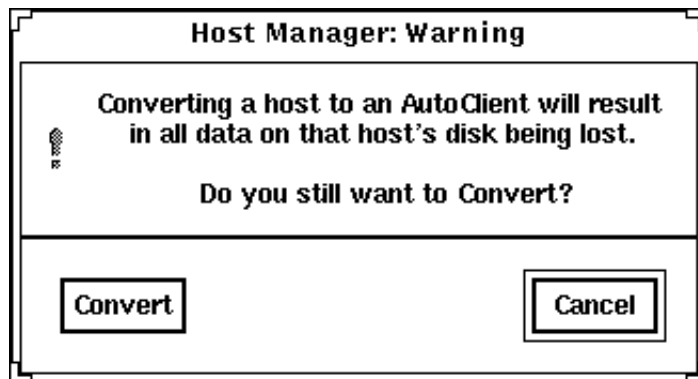 Host Manager: Warning
Converting a host to an AutoClient will result
in all data on that host's disk being lost.
Do you still want to Convert?
Convert
Cancel